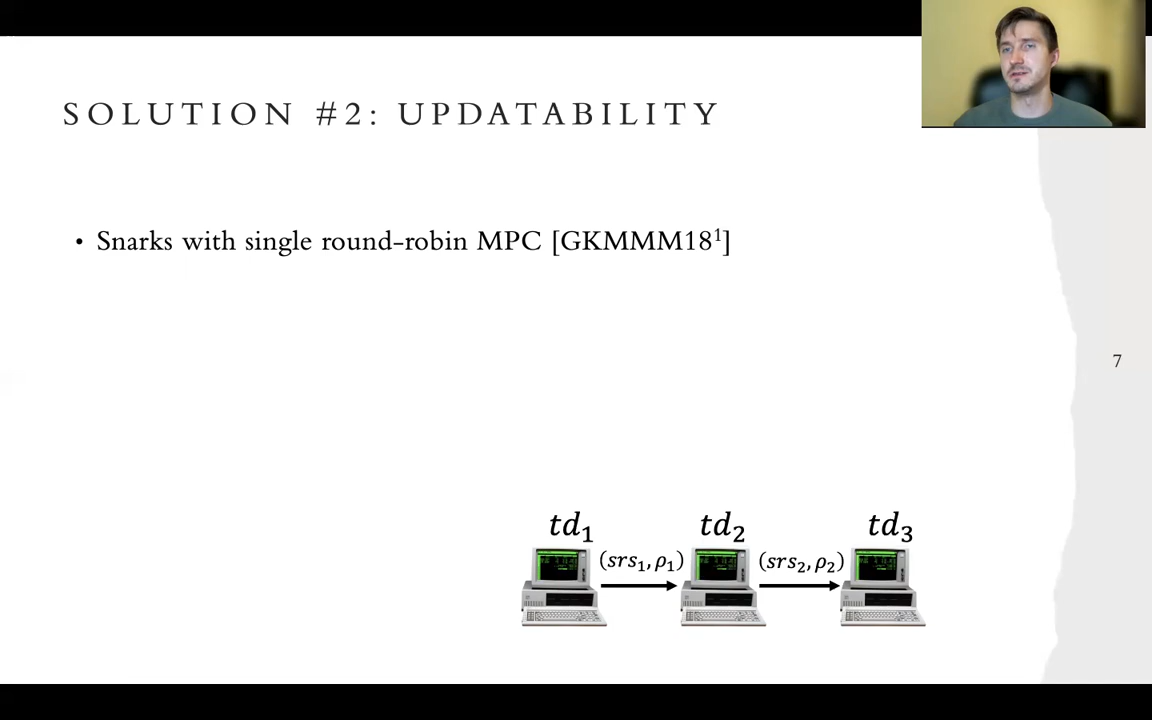 SOLUTION #2: UPDATABILITY
• Snarks with single round-robin MPC [GKMMM18¹]
7
td₁ td₂ td₃
(srs₁, ρ₁) (srs₂, ρ₂)